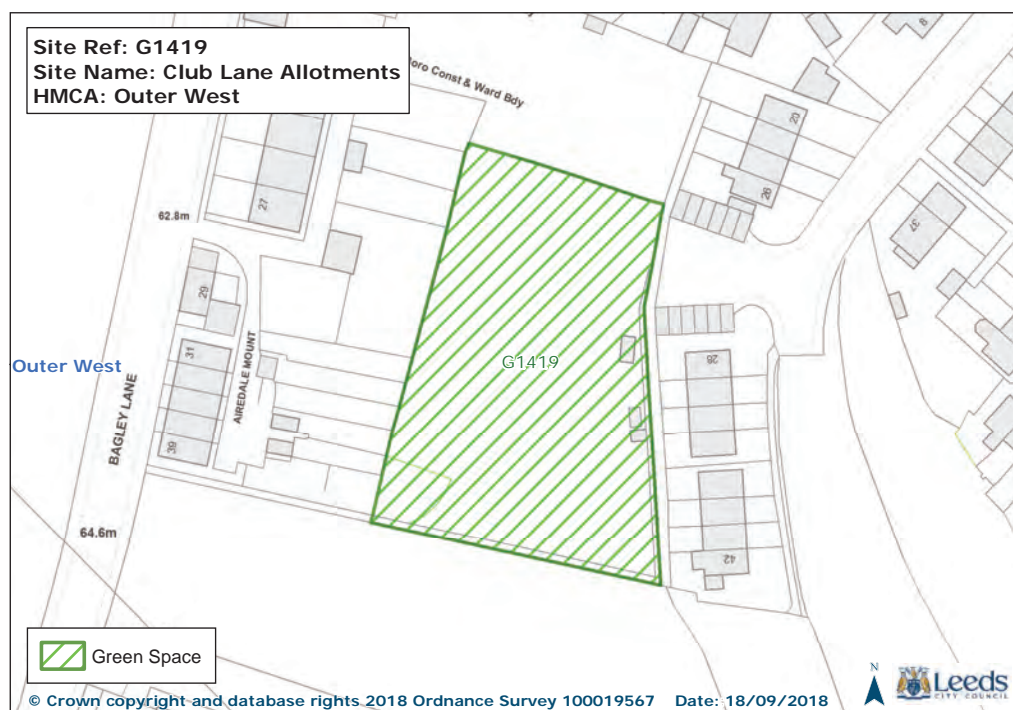 Site Ref: G1419
Site Name: Club Lane Allotments
HMCA: Outer West
Const & Ward Bdy
8
20
26
27
62.8m
37
29
G1419
Outer West
31
AIREDALE MOUNT
28
BAGLEY LANE
39
64.6m
42
Green Space
N
Leeds
CITY COUNCIL
© Crown copyright and database rights 2018 Ordnance Survey 100019567 Date: 18/09/2018